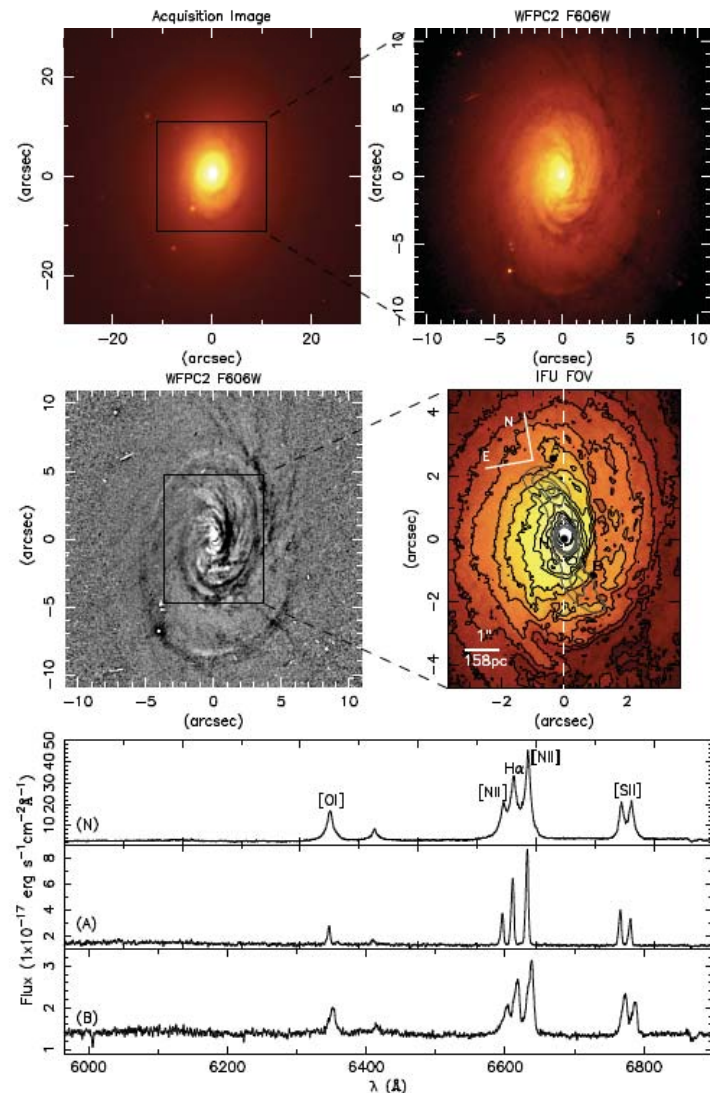 Acquisition Image
WFPC2 F606W
20
0
−20
(arcsec)
−20 0 20
(arcsec)
10
5
0
−5
−10
(arcsec)
−10 −5 0 5 10
(arcsec)
WFPC2 F606W
10
5
0
−5
−10
(arcsec)
−10 −5 0 5 10
(arcsec)
IFU FOV
4
2
0
−2
−4
(arcsec)
N
E
B
1"
158pc
−2 0 2
(arcsec)
Flux (1×10⁻¹⁷ erg s⁻¹cm⁻²Å⁻¹)
10 20 30 40 50
(N)
[OI]
[NII]
Hα
[NII]
[SII]
2 4 6 8
(A)
1 2 3
(B)
6000 6200 6400 6600 6800
λ (Å)